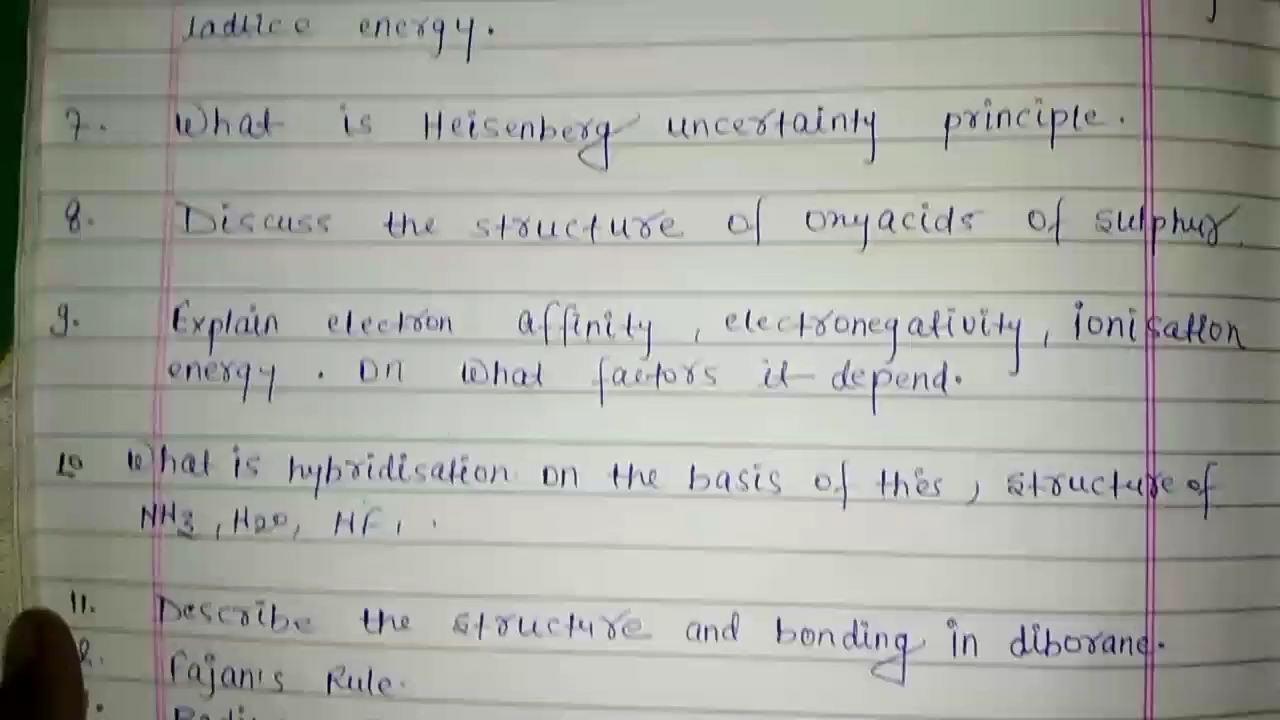 energy.
7. What is Heisenberg uncertainty principle.
8. Discuss the structure of oxyacids of sulphur.
9. Explain electron affinity, electronegativity, ionisation
energy. On what factors it depend.
10 What is hybridisation on the basis of this, structure of
NH3, H2O, HF,.
11. Describe the structure and bonding in diborane.
2. Fajan's Rule.